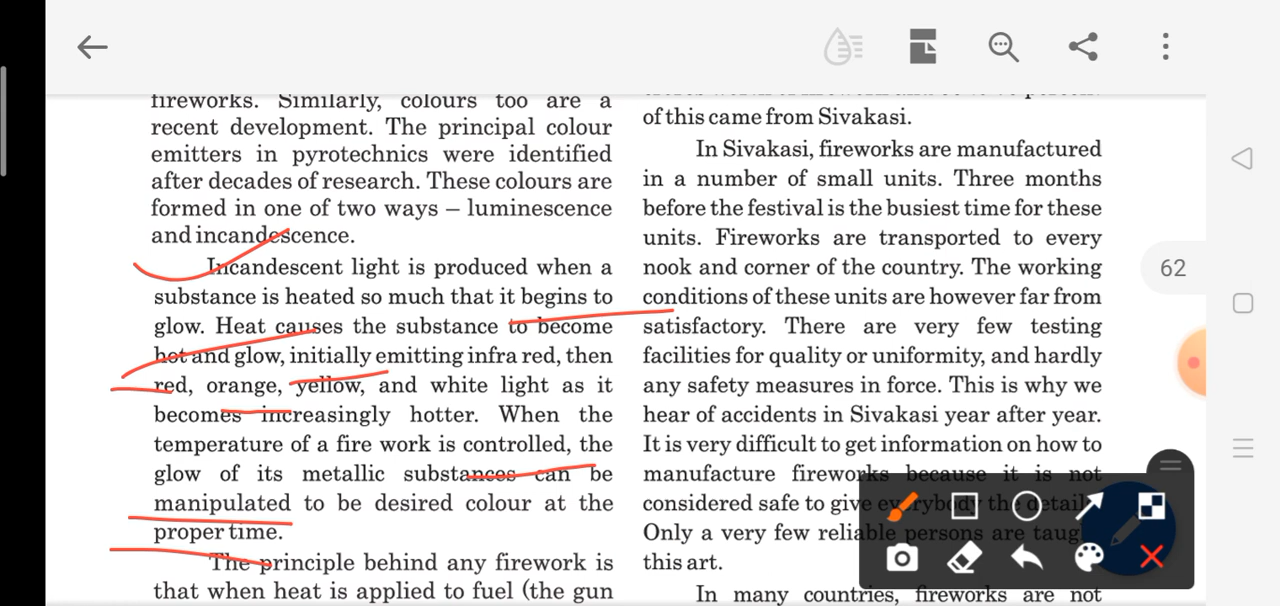 fireworks. Similarly, colours too are a
recent development. The principal colour
emitters in pyrotechnics were identified
after decades of research. These colours are
formed in one of two ways – luminescence
and incandescence.
Incandescent light is produced when a
substance is heated so much that it begins to
glow. Heat causes the substance to become
hot and glow, initially emitting infra red, then
red, orange, yellow, and white light as it
becomes increasingly hotter. When the
temperature of a fire work is controlled, the
glow of its metallic substances can be
manipulated to be desired colour at the
proper time.
The principle behind any firework is
that when heat is applied to fuel (the gun
of this came from Sivakasi.
In Sivakasi, fireworks are manufactured
in a number of small units. Three months
before the festival is the busiest time for these
units. Fireworks are transported to every
nook and corner of the country. The working
conditions of these units are however far from
satisfactory. There are very few testing
facilities for quality or uniformity, and hardly
any safety measures in force. This is why we
hear of accidents in Sivakasi year after year.
It is very difficult to get information on how to
manufacture fireworks because it is not
considered safe to give everybody the detail
Only a very few reliable persons are taug
this art.
In many countries, fireworks are not
62